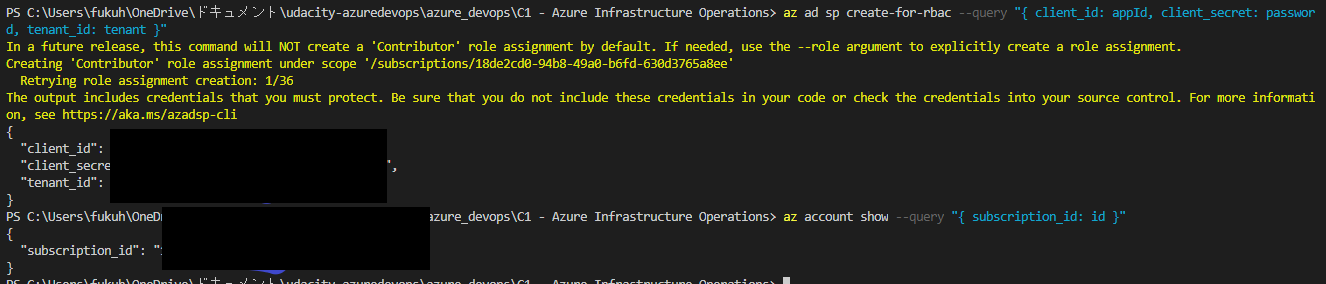 PS C:\Users\fukuh\OneDrive\ドキュメント\udacity-azuredevops\azure_devops\C1 - Azure Infrastructure Operations> az ad sp create-for-rbac --query "{ client_id: appId, client_secret: passwor
d, tenant_id: tenant }"
In a future release, this command will NOT create a 'Contributor' role assignment by default. If needed, use the --role argument to explicitly create a role assignment.
Creating 'Contributor' role assignment under scope '/subscriptions/18de2cd0-94b8-49a0-b6fd-630d3765a8ee'
  Retrying role assignment creation: 1/36
The output includes credentials that you must protect. Be sure that you do not include these credentials in your code or check the credentials into your source control. For more informati
on, see https://aka.ms/azadsp-cli
{
  "client_id":
  "client_secre ",
  "tenant_id":
}
PS C:\Users\fukuh\OneD azure_devops\C1 - Azure Infrastructure Operations> az account show --query "{ subscription_id: id }"
{
  "subscription_id": "
}
PS C:\Users\fukuh\OneDrive\ドキュメント\udacity-azuredevops\azure_devops\C1 - Azure Infrastructure Operations>